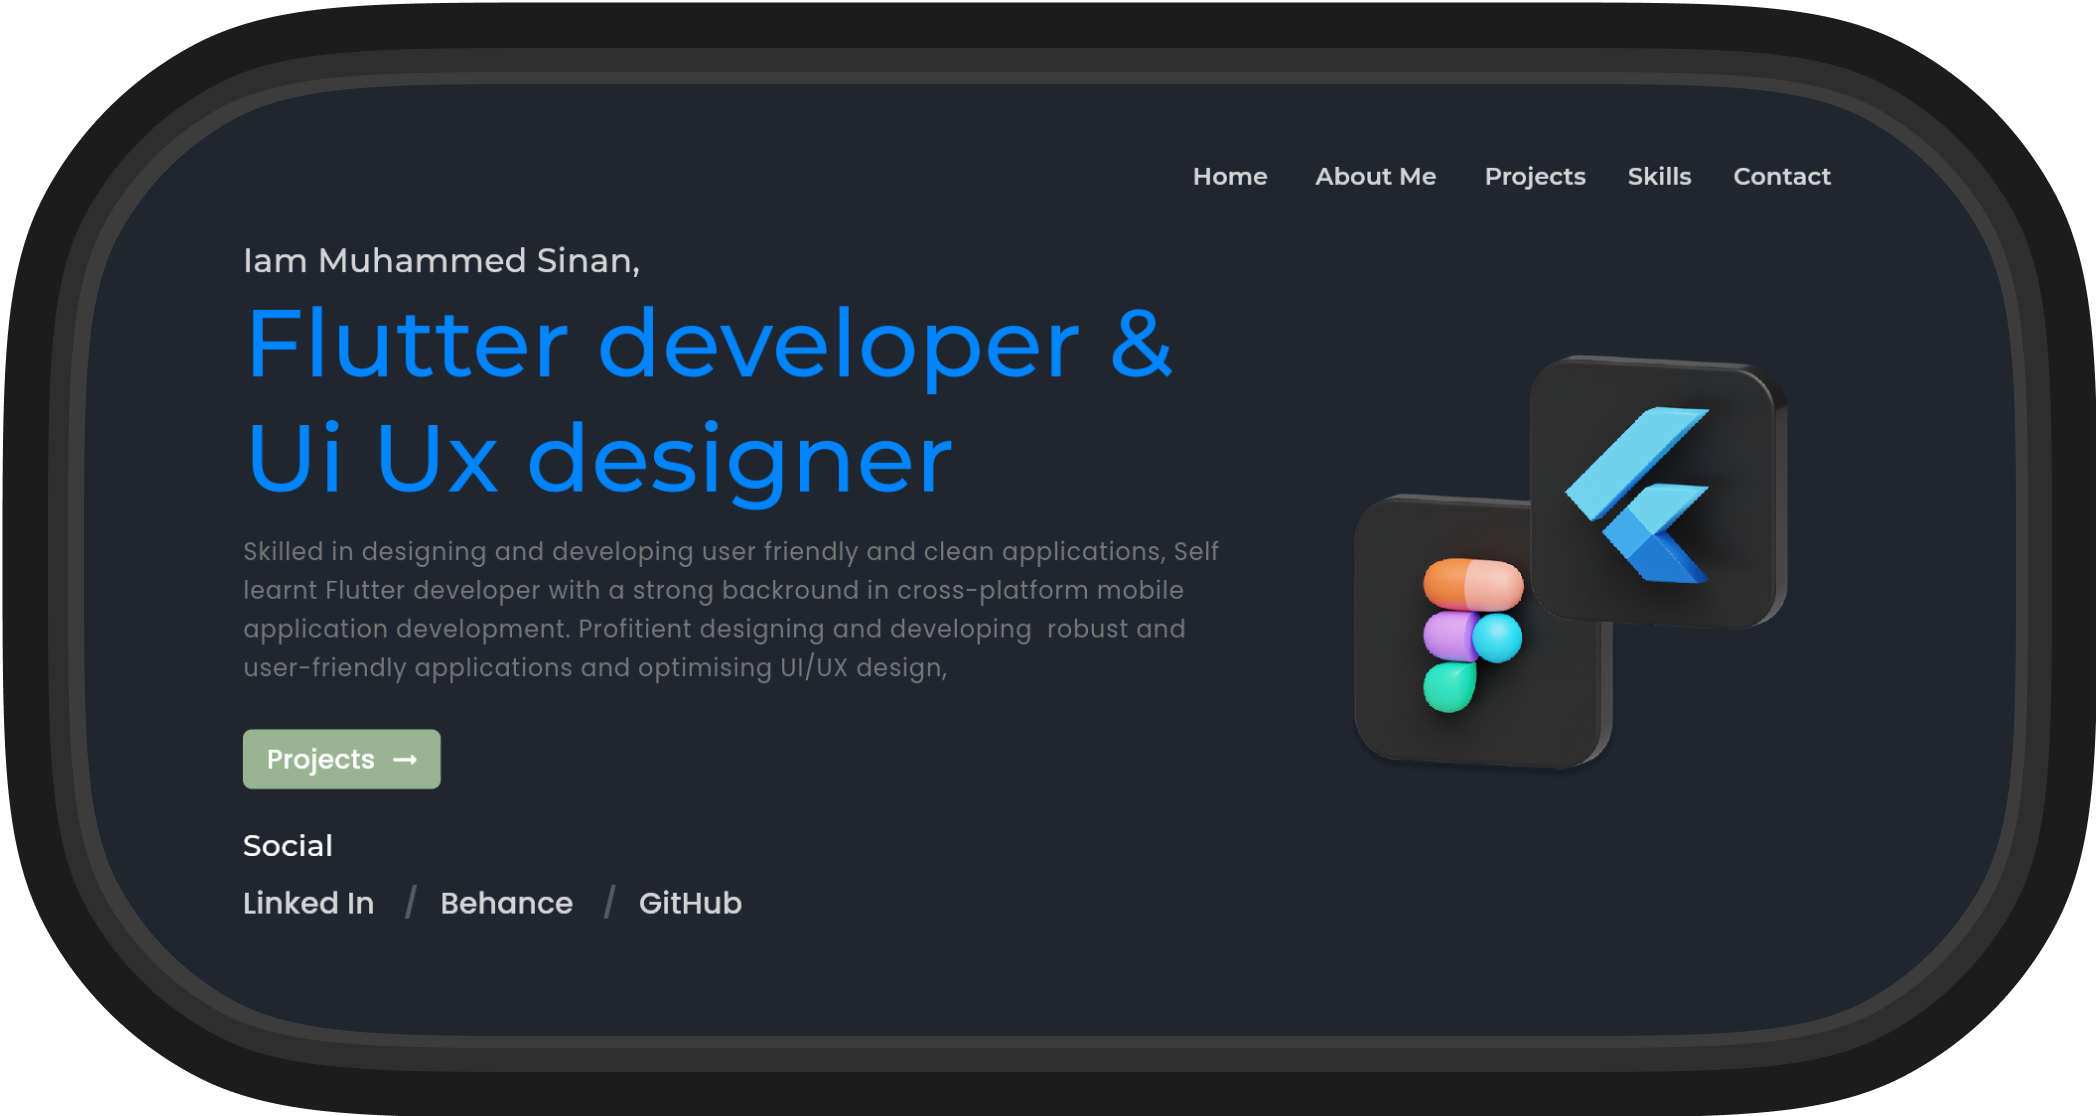 Home About Me Projects Skills Contact
Iam Muhammed Sinan,
Flutter developer &
Ui Ux designer
Skilled in designing and developing user friendly and clean applications, Self
learnt Flutter developer with a strong backround in cross-platform mobile
application development. Profitient designing and developing  robust and
user-friendly applications and optimising UI/UX design,
Projects →
Social
Linked In / Behance / GitHub